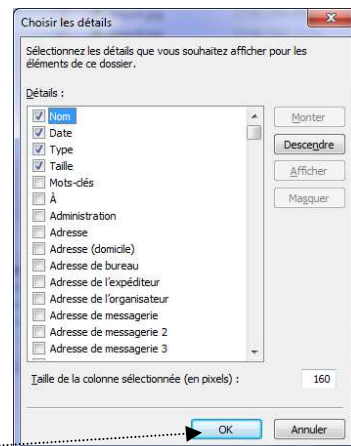 Choisir les détails
Sélectionnez les détails que vous souhaitez afficher pour les
éléments de ce dossier.
Détails :
Nom
Date
Type
Taille
Mots-clés
À
Administration
Adresse
Adresse (domicile)
Adresse de bureau
Adresse de l'expéditeur
Adresse de l'organisateur
Adresse de messagerie
Adresse de messagerie 2
Adresse de messagerie 3
Monter
Descendre
Afficher
Masquer
Taille de la colonne sélectionnée (en pixels) :
160
OK
Annuler